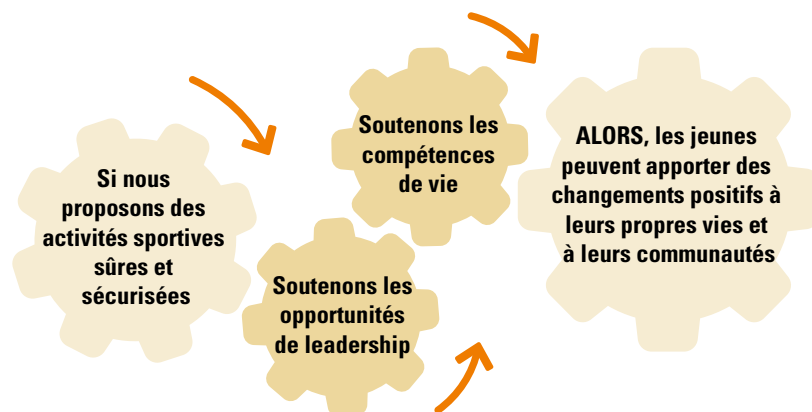 Si nous
proposons des
activités sportives
sûres et
sécurisées
Soutenons les
compétences
de vie
Soutenons les
opportunités
de leadership
ALORS, les jeunes
peuvent apporter des
changements positifs à
leurs propres vies et
à leurs communautés